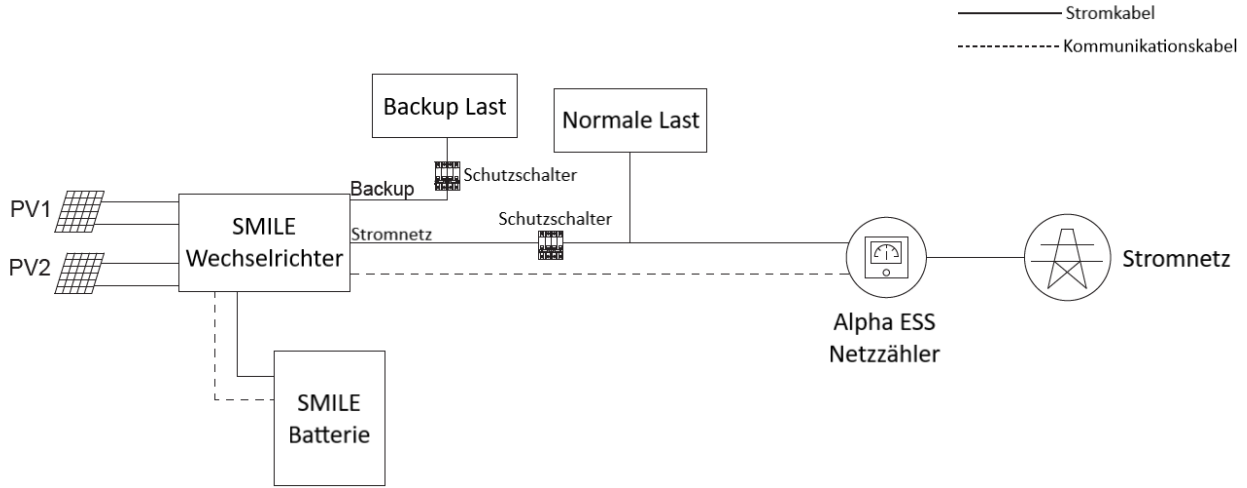 Stromkabel
Kommunikationskabel
Backup Last
Normale Last
Schutzschalter
Backup
PV1
SMILE
Wechselrichter
Schutzschalter
Stromnetz
PV2
Stromnetz
Alpha ESS
Netzzähler
SMILE
Batterie